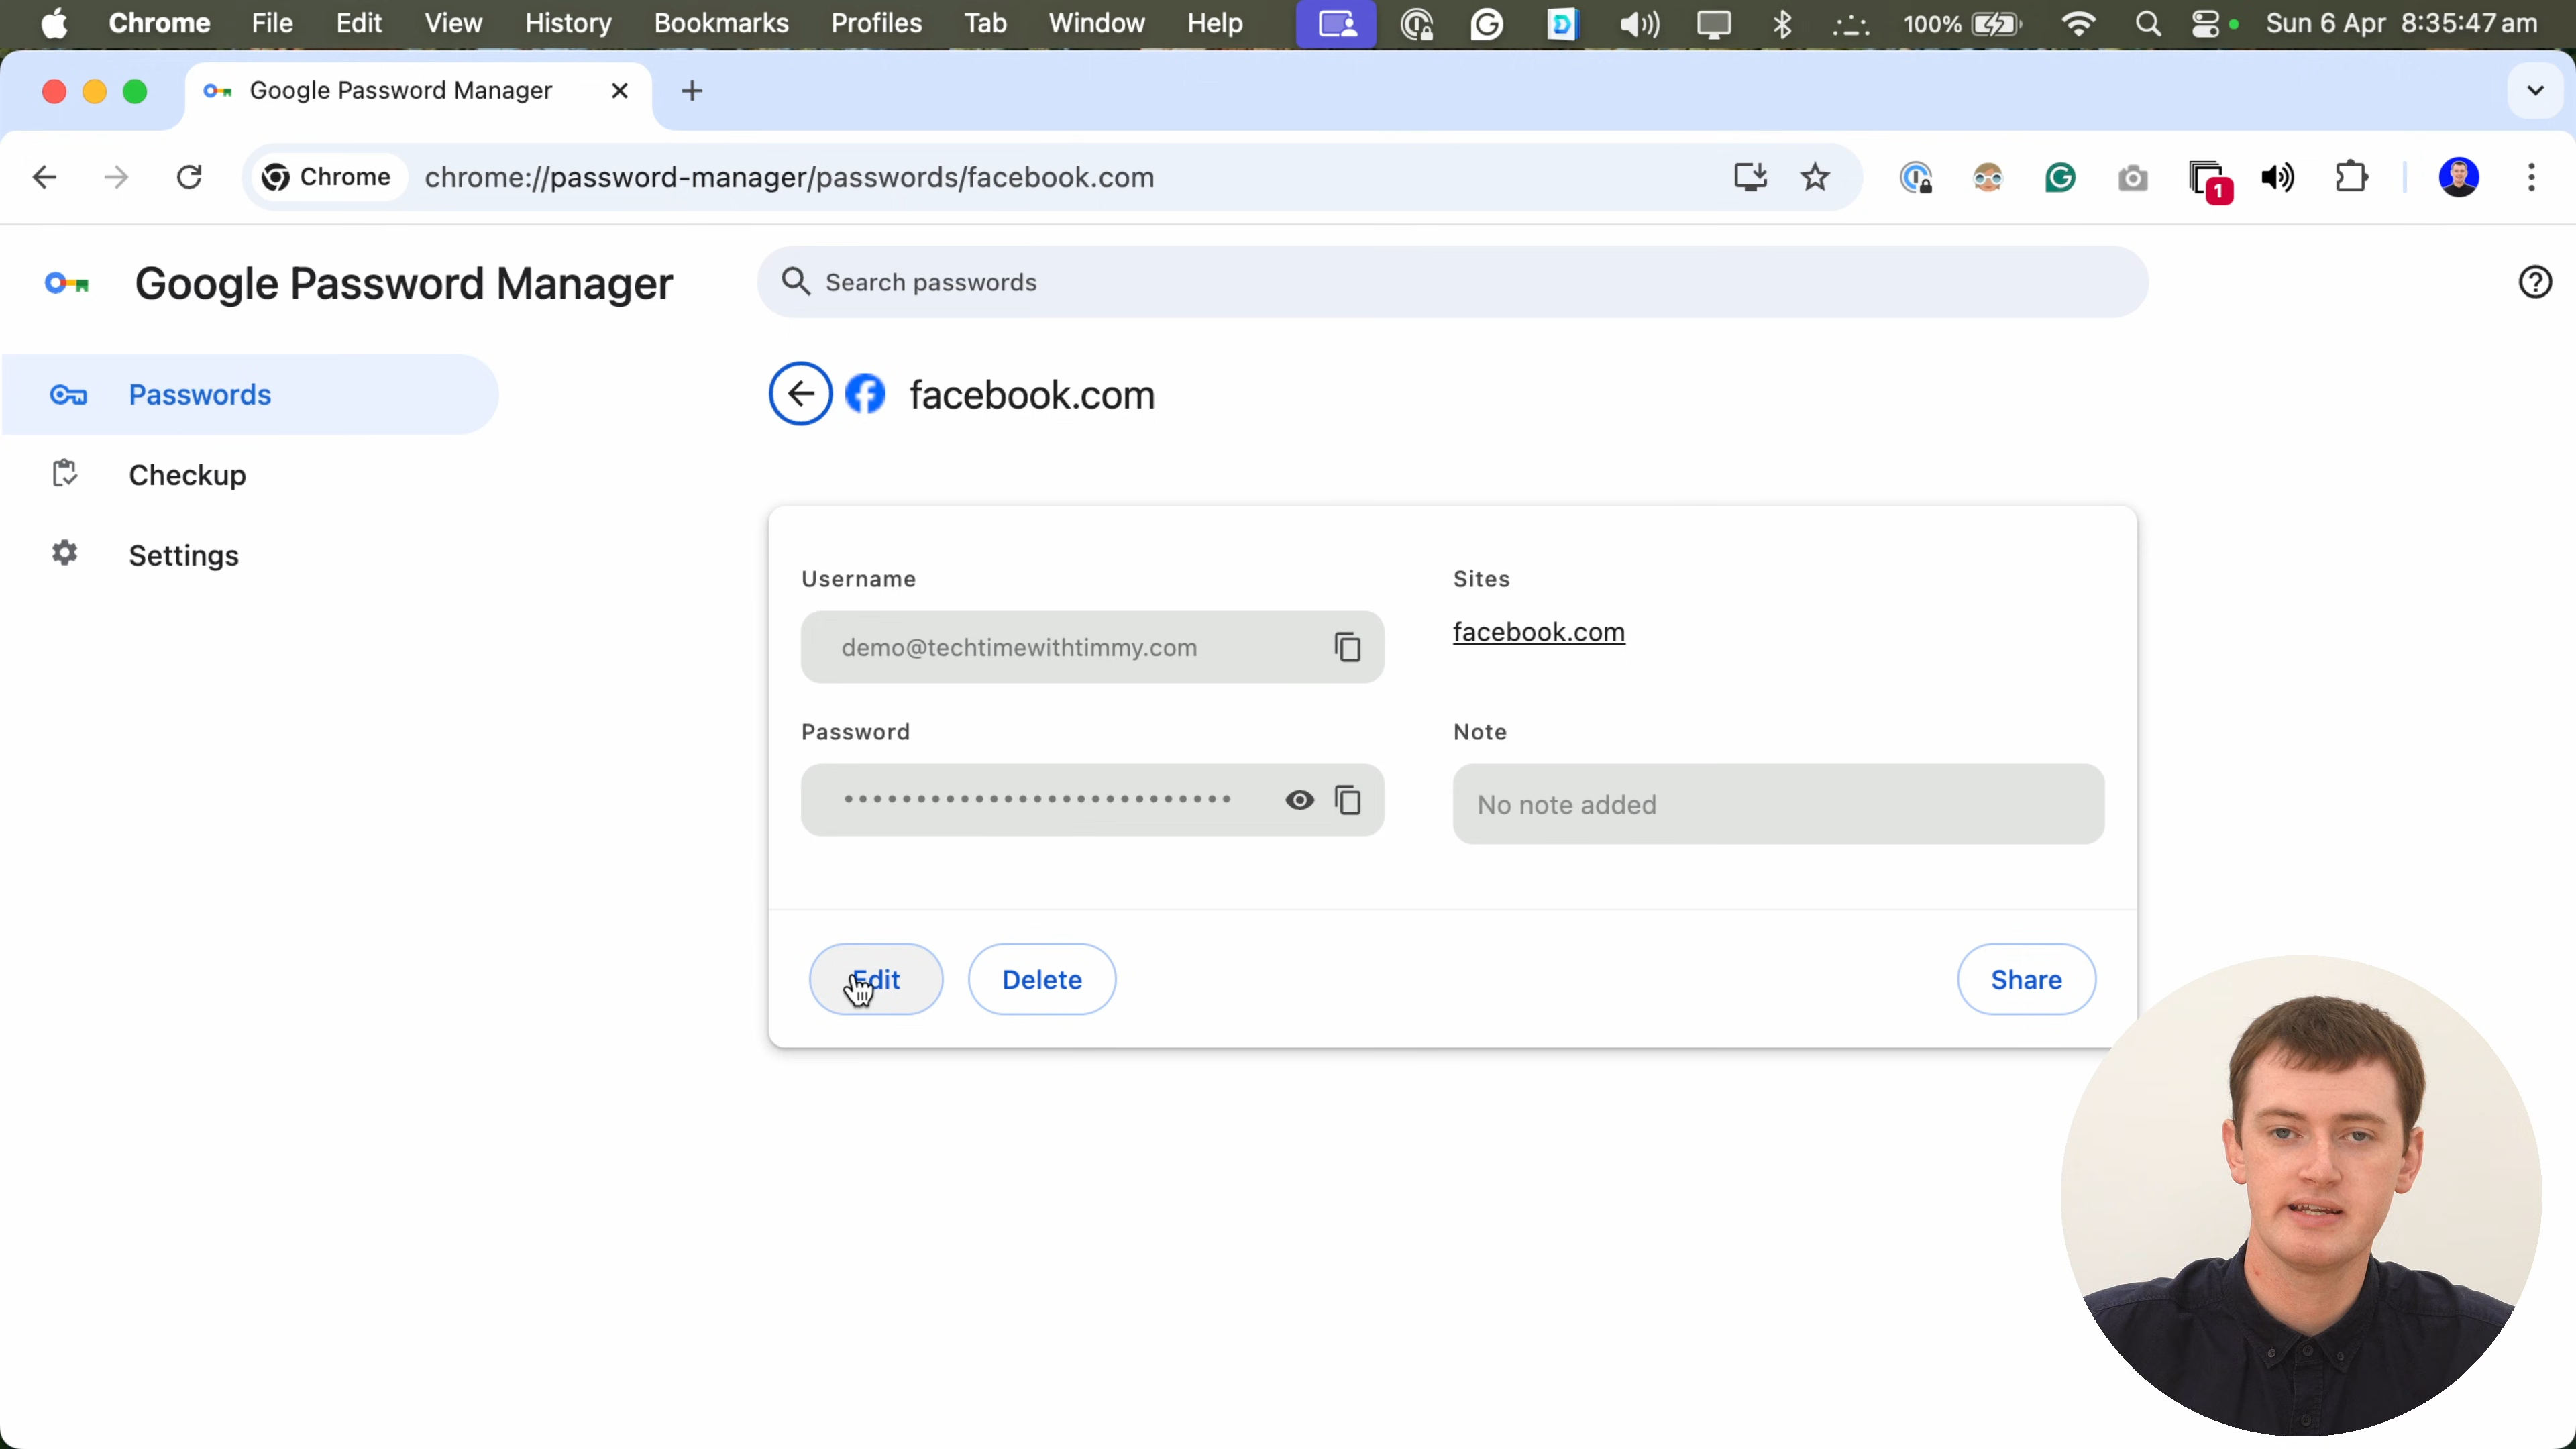 Chrome File Edit View History Bookmarks Profiles Tab Window Help 100% Sun 6 Apr 8:35:47 am
Google Password Manager
Chrome chrome://password-manager/passwords/facebook.com
1
Google Password Manager
Search passwords
Passwords
Checkup
Settings
facebook.com
Username
demo@techtimewithtimmy.com
Sites
facebook.com
Password
••••••••••••••••••••••••••• 
Note
No note added
Edit
Delete
Share